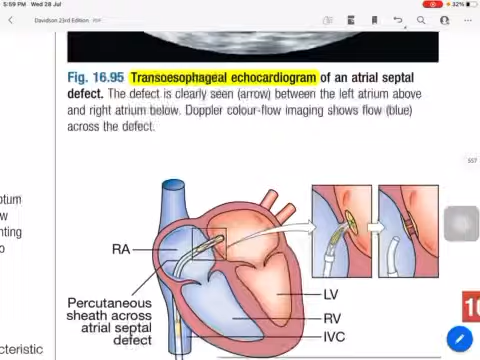 5:59 PM Wed 28 Jul
32%
Davidson 23rd Edition
Fig. 16.95 Transoesophageal echocardiogram of an atrial septal
defect. The defect is clearly seen (arrow) between the left atrium above
and right atrium below. Doppler colour-flow imaging shows flow (blue)
across the defect.
557
ptum
w
nting
o
RA
Percutaneous
sheath across
atrial septal
defect
LV
RV
IVC
10
cteristic